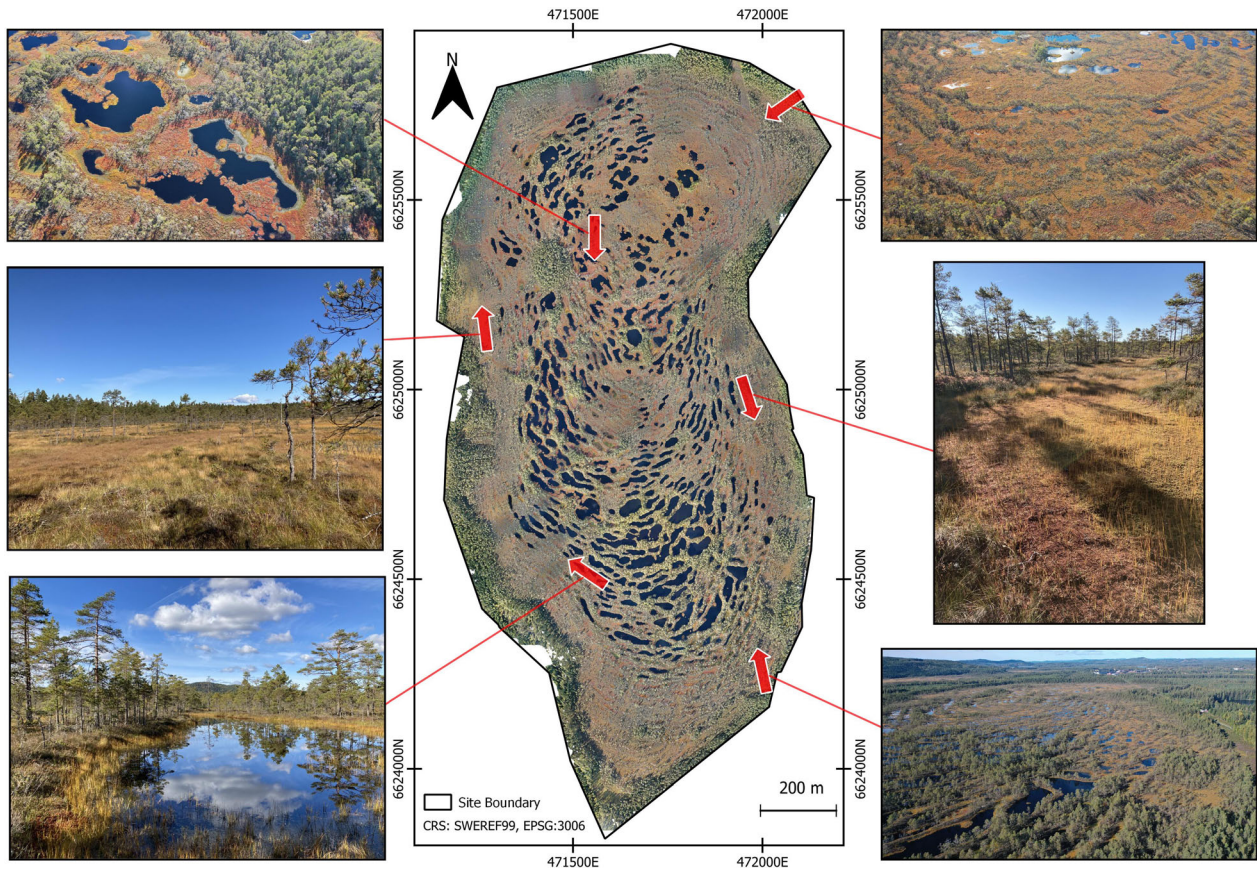 471500E 472000E
N
6625500N 6625500N
6625000N 6625000N
6624500N 6624500N
6624000N 6624000N
Site Boundary
200 m
CRS: SWEREF99, EPSG:3006
471500E 472000E